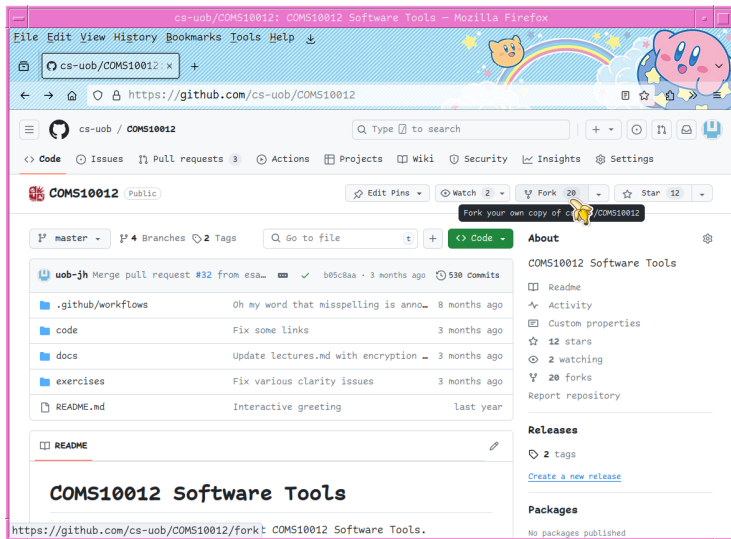 cs-uob/COMS10012: COMS10012 Software Tools — Mozilla Firefox
File Edit View History Bookmarks Tools Help
cs-uob/COMS10012:
https://github.com/cs-uob/COMS10012
cs-uob / COMS10012
Type / to search
Code Issues Pull requests 3 Actions Projects Wiki Security Insights Settings
COMS10012 Public Edit Pins Watch 2 Fork 20 Star 12
Fork your own copy of cs /COMS10012
master 4 Branches 2 Tags Go to file t Code
uob-jh Merge pull request #32 from esa… b05c8aa · 3 months ago 530 Commits
.github/workflows Oh my word that misspelling is anno… 8 months ago
code Fix some links 3 months ago
docs Update lectures.md with encryption … 3 months ago
exercises Fix various clarity issues 3 months ago
README.md Interactive greeting last year
README
COMS10012 Software Tools
COMS10012 Software Tools.
https://github.com/cs-uob/COMS10012/fork
About
COMS10012 Software Tools
Readme
Activity
Custom properties
12 stars
2 watching
20 forks
Report repository
Releases
2 tags
Create a new release
Packages
No packages published